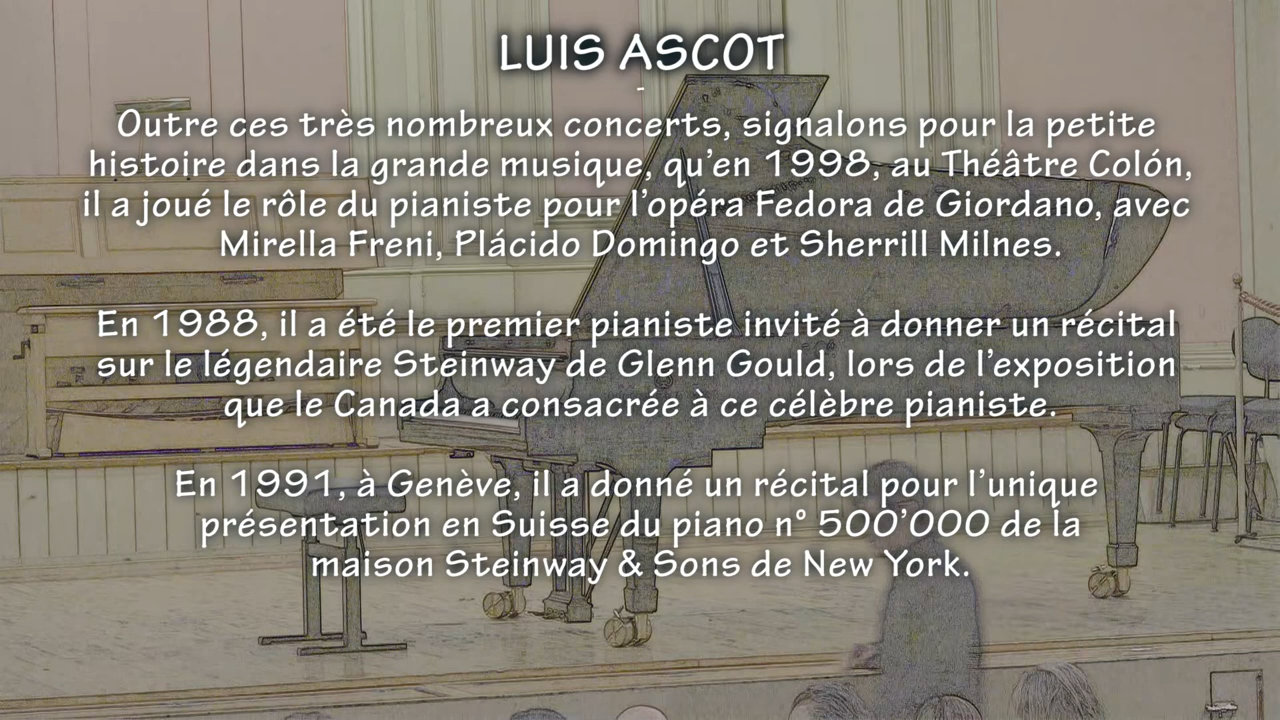 LUIS ASCOT
-
Outre ces très nombreux concerts, signalons pour la petite
histoire dans la grande musique, qu’en 1998, au Théâtre Colón,
il a joué le rôle du pianiste pour l’opéra Fedora de Giordano, avec
Mirella Freni, Plácido Domingo et Sherrill Milnes.
En 1988, il a été le premier pianiste invité à donner un récital
sur le légendaire Steinway de Glenn Gould, lors de l’exposition
que le Canada a consacrée à ce célèbre pianiste.
En 1991, à Genève, il a donné un récital pour l’unique
présentation en Suisse du piano n° 500’000 de la
maison Steinway & Sons de New York.